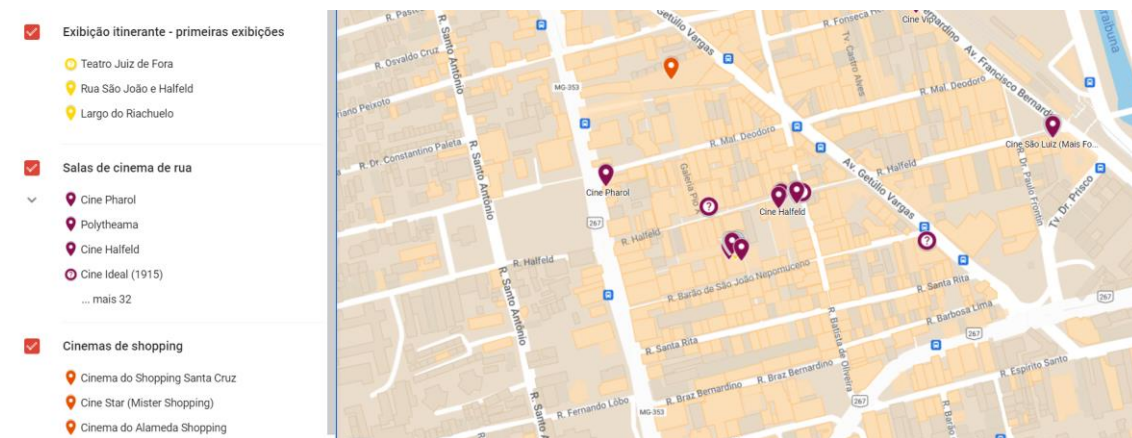 Exibição itinerante - primeiras exibições
Teatro Juiz de Fora
Rua São João e Halfeld
Largo do Riachuelo
Salas de cinema de rua
Cine Pharol
Polytheama
Cine Halfeld
Cine Ideal (1915)
... mais 32
Cinemas de shopping
Cinema do Shopping Santa Cruz
Cine Star (Mister Shopping)
Cinema do Alameda Shopping
R. Santo Antônio
Getúlio Vargas
R. Fonseca
Cine Vip
Av. Francisco Bernardino
R. Osvaldo Cruz
Tv. Castro Alves
MG-353
R. Mal. Deodoro
R. Mal. Deodoro
R. Dr. Constantino Paleta
R. Santo Antônio
Cine São Luiz (Mais Fo...
Av. Getúlio Vargas
R. Halfeld
R. Dr. Paulo Frontin
Tv. Dr. Prisco
Galeria Pio X
Cine Pharol
Cine Halfeld
267
R. Halfeld
R. Halfeld
R. Barão de São João Nepomuceno
R. Santa Rita
267
R. Santo Antônio
R. Barbosa Lima
R. Batista de Oliveira
267
R. Santa Rita
R. Espírito Santo
R. Braz Bernardino
R. Braz Bernardino
267
R. Fernando Lôbo
MG-353
R. Santo
R. Barão